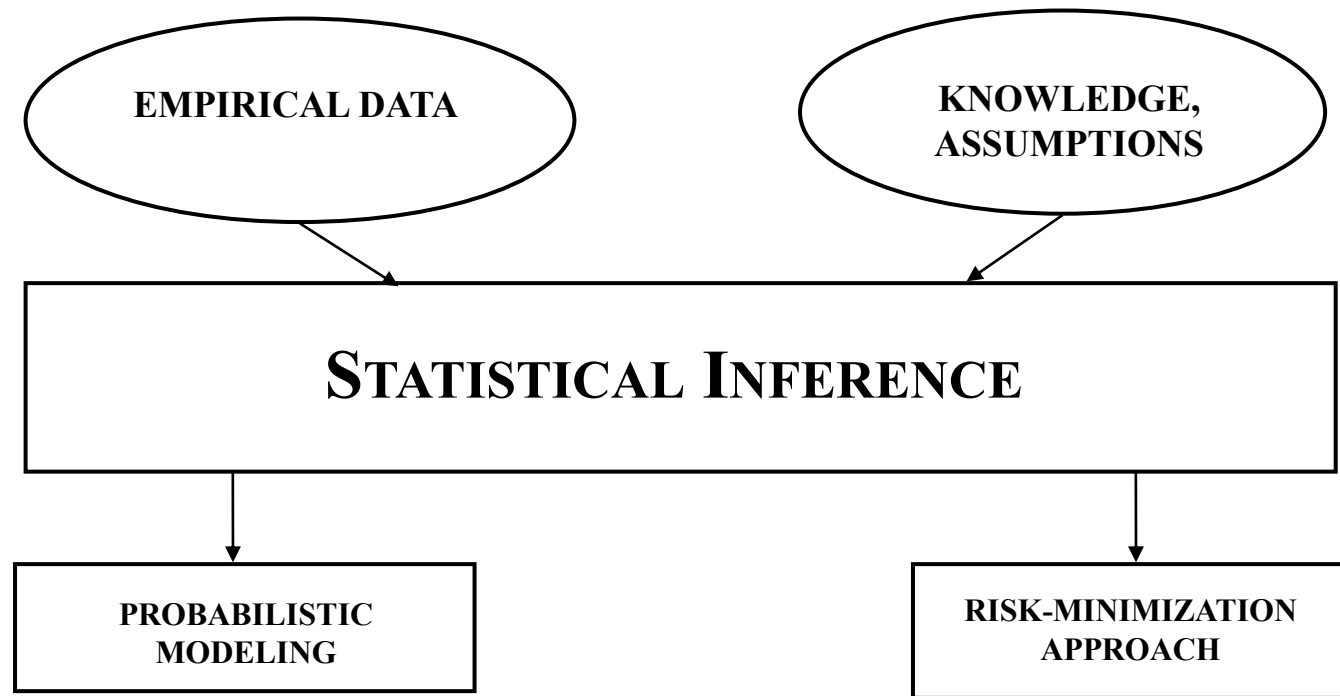 EMPIRICAL DATA
KNOWLEDGE,
ASSUMPTIONS
STATISTICAL INFERENCE
PROBABILISTIC
MODELING
RISK-MINIMIZATION
APPROACH